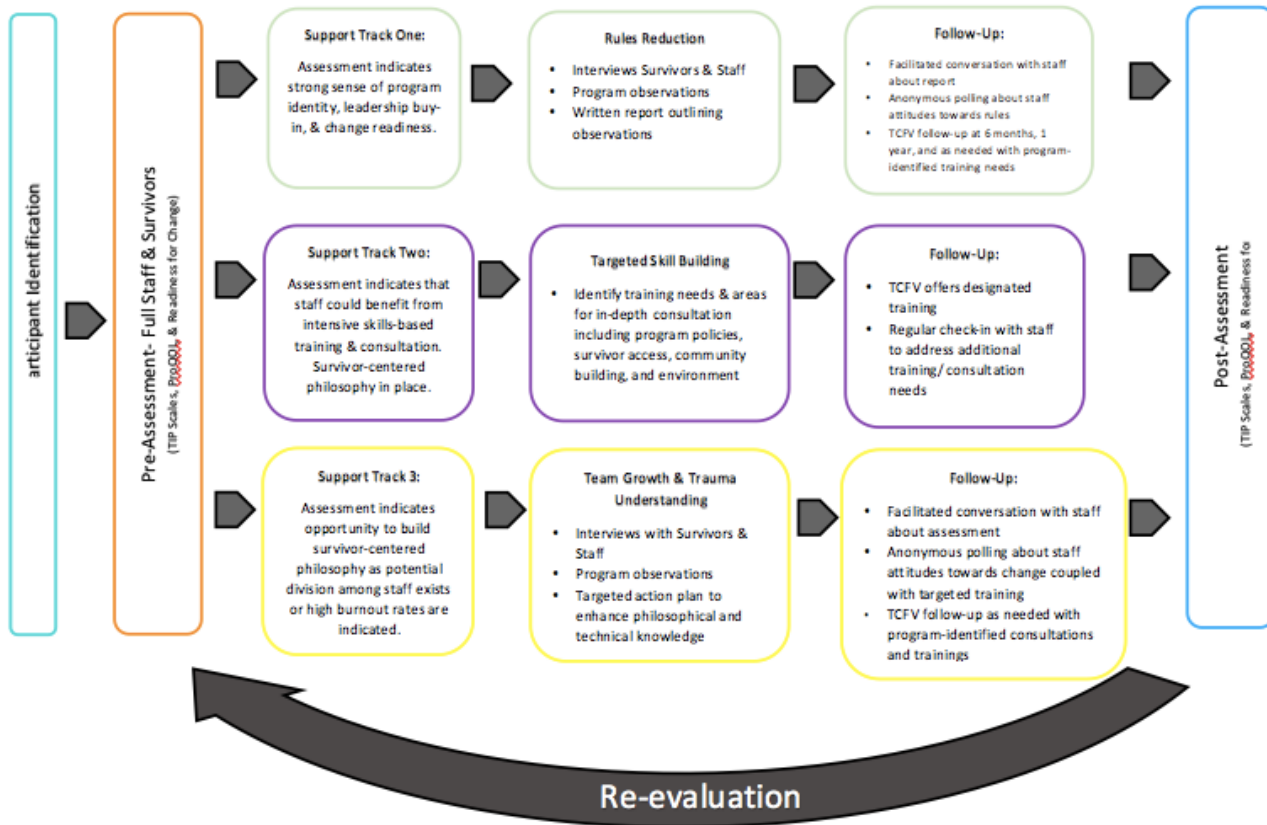 articipant Identification
Pre-Assessment- Full Staff & Survivors
(TIP Scales, ProQOL, & Readiness for Change)
Support Track One:
Assessment indicates
strong sense of program
identity, leadership buy-
in, & change readiness.
Rules Reduction
• Interviews Survivors & Staff
• Program observations
• Written report outlining
observations
Follow-Up:
• Facilitated conversation with staff
about report
• Anonymous polling about staff
attitudes towards rules
• TCFV follow-up at 6 months, 1
year, and as needed with program-
identified training needs
Support Track Two:
Assessment indicates that
staff could benefit from
intensive skills-based
training & consultation.
Survivor-centered
philosophy in place.
Targeted Skill Building
• Identify training needs & areas
for in-depth consultation
including program policies,
survivor access, community
building, and environment
Follow-Up:
• TCFV offers designated
training
• Regular check-in with staff
to address additional
training/ consultation
needs
Support Track 3:
Assessment indicates
opportunity to build
survivor-centered
philosophy as potential
division among staff exists
or high burnout rates are
indicated.
Team Growth & Trauma
Understanding
• Interviews with Survivors &
Staff
• Program observations
• Targeted action plan to
enhance philosophical and
technical knowledge
Follow-Up:
• Facilitated conversation with staff
about assessment
• Anonymous polling about staff
attitudes towards change coupled
with targeted training
• TCFV follow-up as needed with
program-identified consultations
and trainings
Post-Assessment
(TIP Scales, ProQOL, & Readiness fo
Re-evaluation